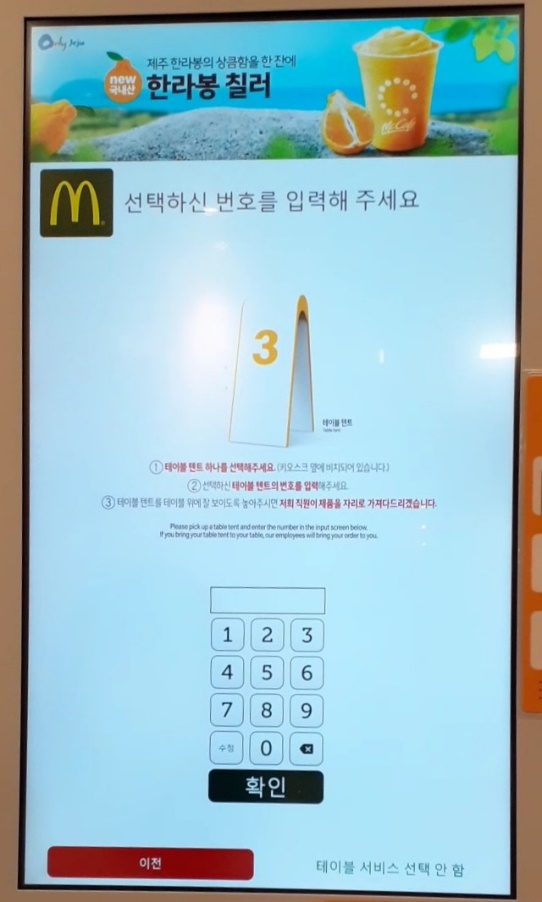 Only Jeju
제주 한라봉의 상큼함을 한 잔에
new
국내산
한라봉 칠러
McCafé
선택하신 번호를 입력해 주세요
3
테이블 텐트
Table tent
① 테이블 텐트 하나를 선택해주세요. (키오스크 옆에 비치되어 있습니다.)
② 선택하신 테이블 텐트의 번호를 입력해주세요.
③ 테이블 텐트를 테이블 위에 잘 보이도록 놓아주시면 저희 직원이 제품을 자리로 가져다드리겠습니다.
Please pick up a table tent and enter the number in the input screen below.
If you bring your table tent to your table, our employees will bring your order to you.
1 2 3
4 5 6
7 8 9
수정 0
확인
이전
테이블 서비스 선택 안 함